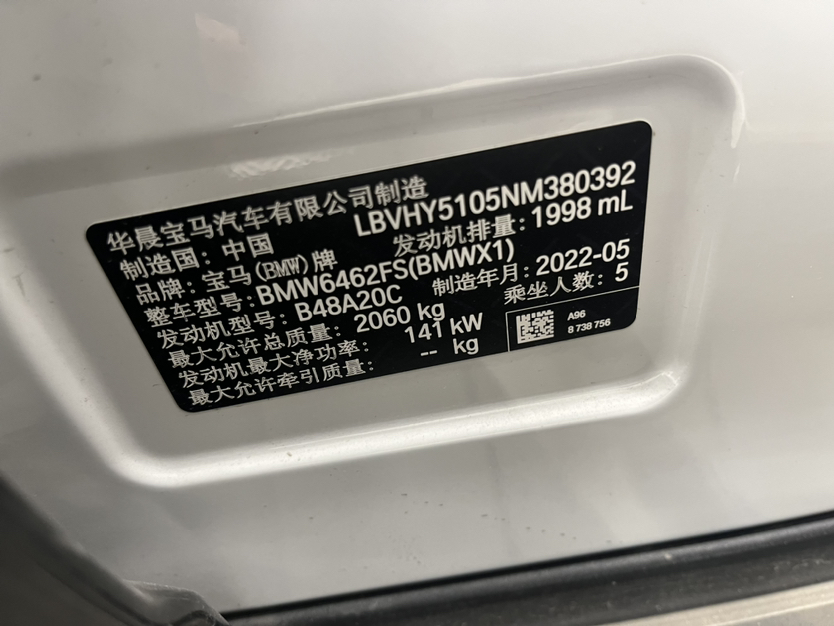 华晨宝马汽车有限公司制造
制造国：中国 LBVHY5105NM380392
品牌：宝马(BMW)牌 发动机排量：1998 mL
整车型号：BMW6462FS(BMWX1)
发动机型号：B48A20C 制造年月：2022-05
最大允许总质量：2060 kg 乘坐人数：5
发动机最大净功率：141 kW
最大允许牵引质量：-- kg
A96
8 738 756